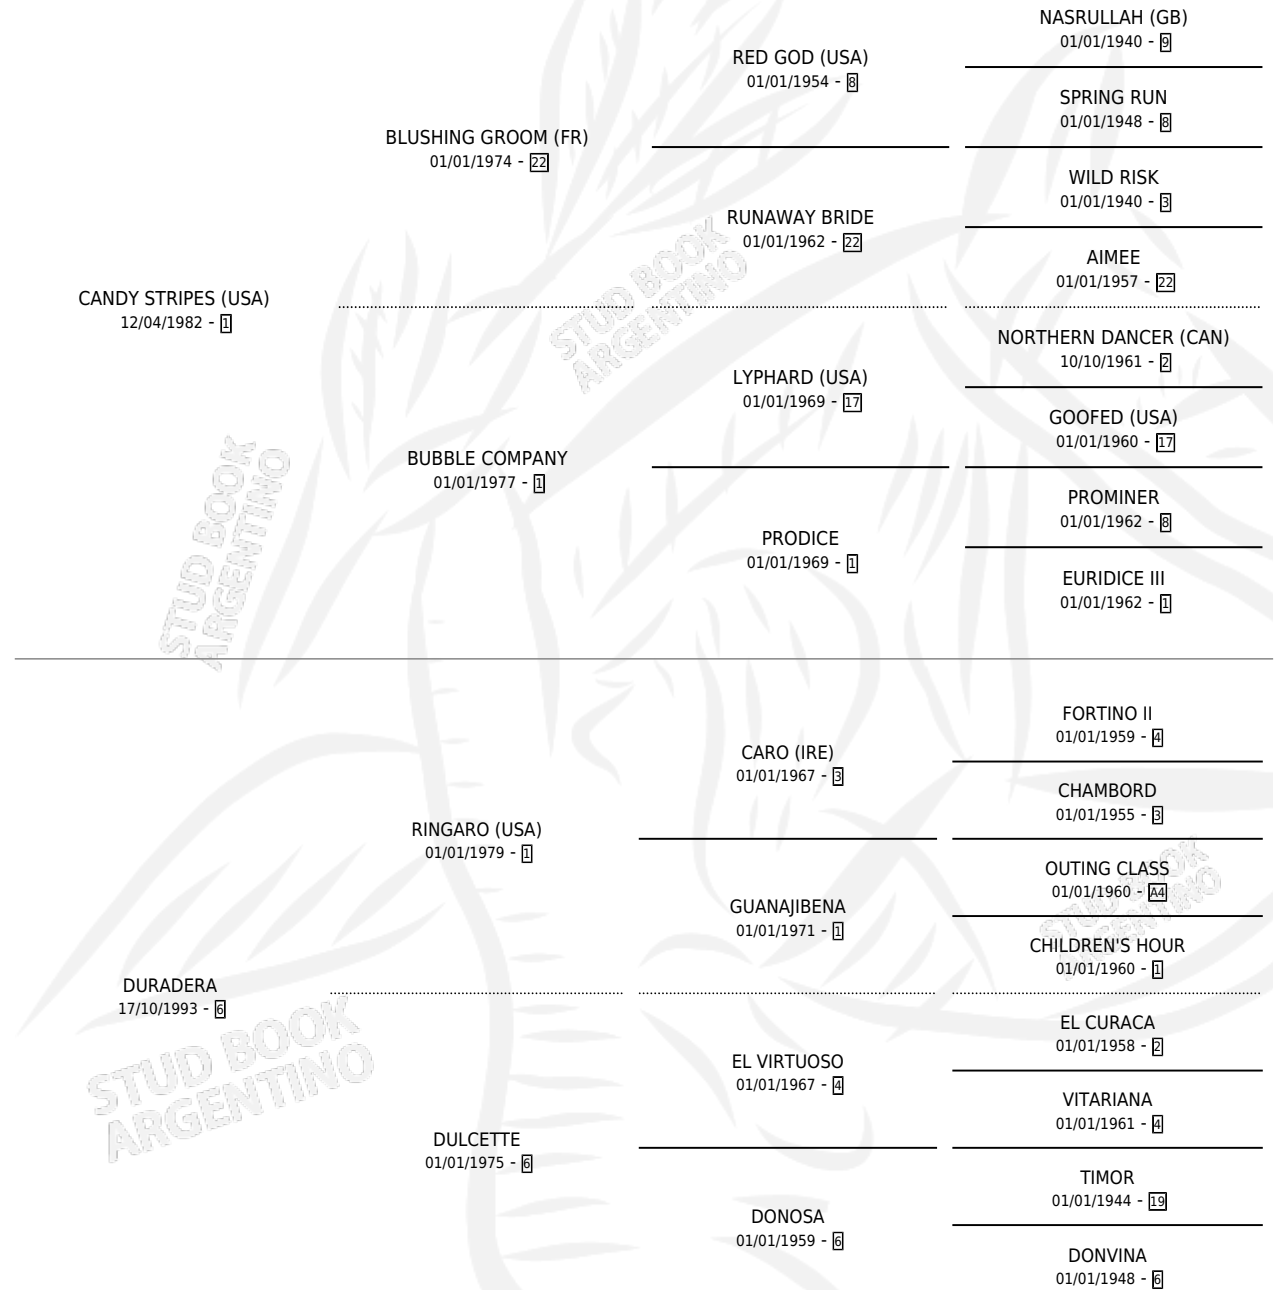 NASRULLAH (GB)
01/01/1940 - 9
RED GOD (USA)
01/01/1954 - 8
SPRING RUN
01/01/1948 - 8
BLUSHING GROOM (FR)
01/01/1974 - 22
WILD RISK
01/01/1940 - 3
RUNAWAY BRIDE
01/01/1962 - 22
AIMEE
01/01/1957 - 22
CANDY STRIPES (USA)
12/04/1982 - 1
NORTHERN DANCER (CAN)
10/10/1961 - 2
LYPHARD (USA)
01/01/1969 - 17
GOOFED (USA)
01/01/1960 - 17
BUBBLE COMPANY
01/01/1977 - 1
PROMINER
01/01/1962 - 8
PRODICE
01/01/1969 - 1
EURIDICE III
01/01/1962 - 1
FORTINO II
01/01/1959 - 4
CARO (IRE)
01/01/1967 - 3
CHAMBORD
01/01/1955 - 3
RINGARO (USA)
01/01/1979 - 1
OUTING CLASS
01/01/1960 - A4
GUANAJIBENA
01/01/1971 - 1
CHILDREN'S HOUR
01/01/1960 - 1
DURADERA
17/10/1993 - 6
EL CURACA
01/01/1958 - 2
EL VIRTUOSO
01/01/1967 - 4
VITARIANA
01/01/1961 - 4
DULCETTE
01/01/1975 - 6
TIMOR
01/01/1944 - 19
DONOSA
01/01/1959 - 6
DONVINA
01/01/1948 - 6
STUD BOOK
ARGENTINO
STUD BOOK
ARGENTINO
STUD BOOK
ARGENTINO
STUD BOOK
ARGENTINO